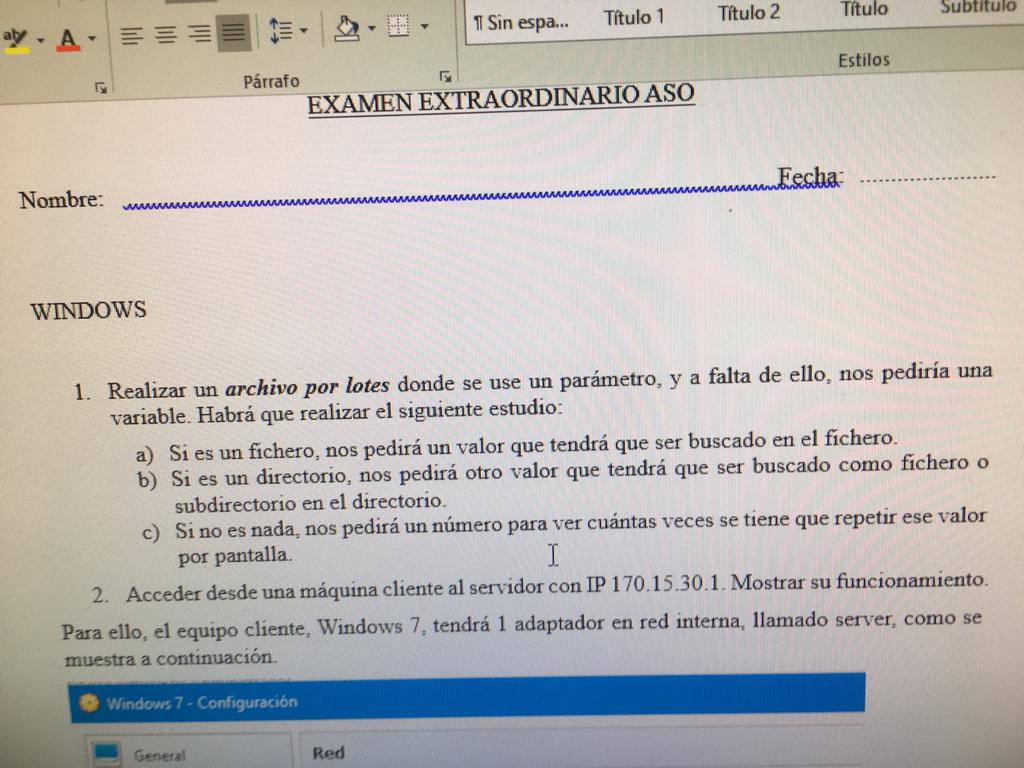 ab A
¶ Sin espa... Título 1 Título 2 Título Subtítulo
Párrafo Estilos
EXAMEN EXTRAORDINARIO ASO
Nombre: Fecha: ........................
WINDOWS
1. Realizar un archivo por lotes donde se use un parámetro, y a falta de ello, nos pediría una
variable. Habrá que realizar el siguiente estudio:
a) Si es un fichero, nos pedirá un valor que tendrá que ser buscado en el fichero.
b) Si es un directorio, nos pedirá otro valor que tendrá que ser buscado como fichero o
subdirectorio en el directorio.
c) Si no es nada, nos pedirá un número para ver cuántas veces se tiene que repetir ese valor
por pantalla.
2. Acceder desde una máquina cliente al servidor con IP 170.15.30.1. Mostrar su funcionamiento.
Para ello, el equipo cliente, Windows 7, tendrá 1 adaptador en red interna, llamado server, como se
muestra a continuación.
Windows 7 - Configuración
General Red